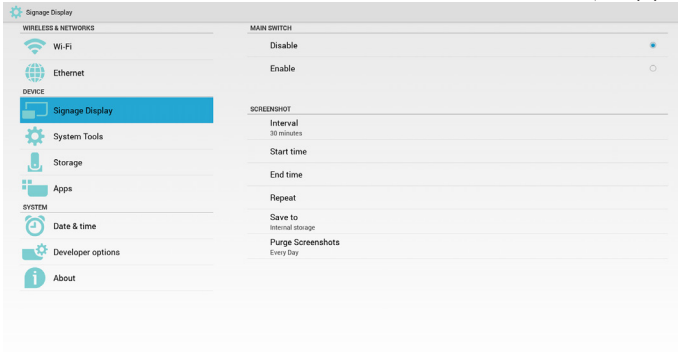 Signage Display
WIRELESS & NETWORKS
Wi-Fi
Ethernet
DEVICE
Signage Display
System Tools
Storage
Apps
SYSTEM
Date & time
Developer options
About
MAIN SWITCH
Disable
Enable
SCREENSHOT
Interval
30 minutes
Start time
End time
Repeat
Save to
Internal storage
Purge Screenshots
Every Day